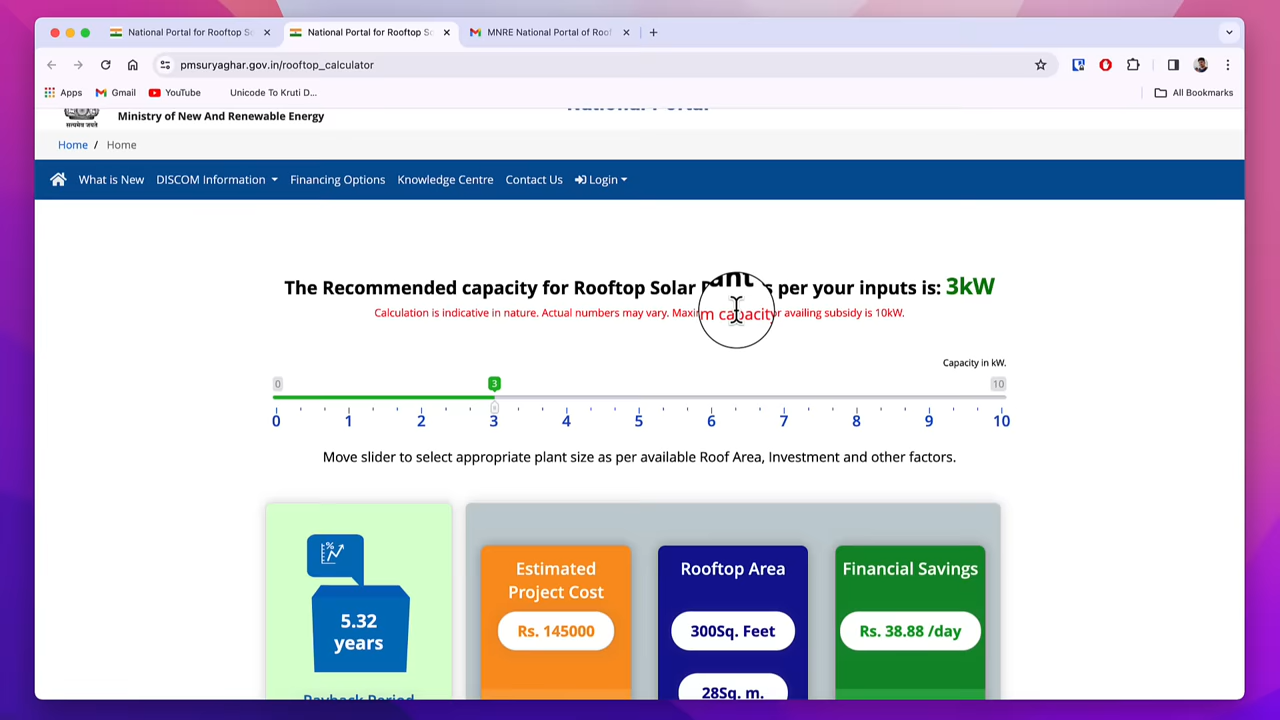 National Portal for Rooftop S
National Portal for Rooftop S
MNRE National Portal of Roof
pmsuryaghar.gov.in/rooftop_calculator
Apps
Gmail
YouTube
Unicode To Kruti D...
All Bookmarks
Ministry of New And Renewable Energy
National Portal
Home / Home
What is New
DISCOM Information
Financing Options
Knowledge Centre
Contact Us
Login
The Recommended capacity for Rooftop Solar per your inputs is: 3kW
Calculation is indicative in nature. Actual numbers may vary. Maxim capacity r availing subsidy is 10kW.
Capacity in kW.
0 3 10
0 1 2 3 4 5 6 7 8 9 10
Move slider to select appropriate plant size as per available Roof Area, Investment and other factors.
5.32
years
Payback Period
Estimated
Project Cost
Rs. 145000
Rooftop Area
300Sq. Feet
28Sq. m.
Financial Savings
Rs. 38.88 /day